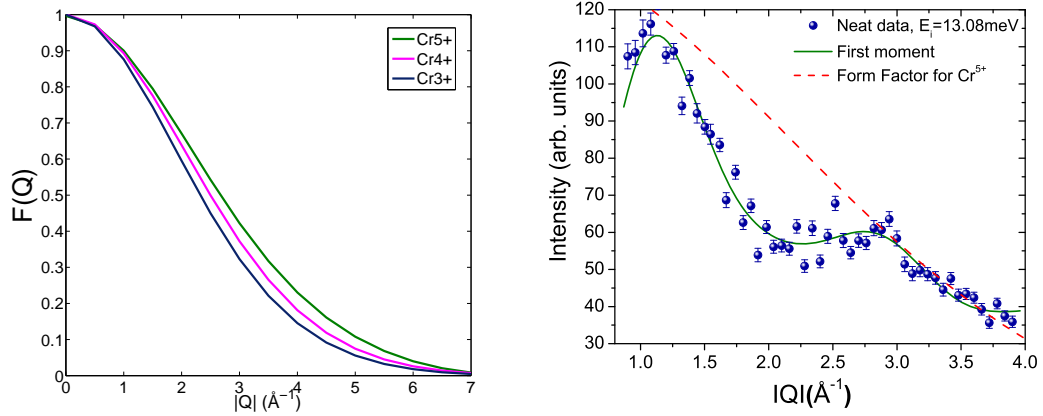 1
0.9
0.8
0.7
0.6
0.5
0.4
0.3
0.2
0.1
0
F(Q)
0 1 2 3 4 5 6 7
|Q| (Å⁻¹)
Cr5+
Cr4+
Cr3+
120
110
100
90
80
70
60
50
40
30
Intensity (arb. units)
1.0 1.5 2.0 2.5 3.0 3.5 4.0
|Q|(Å⁻¹)
Neat data, Eᵢ=13.08meV
First moment
Form Factor for Cr⁵⁺